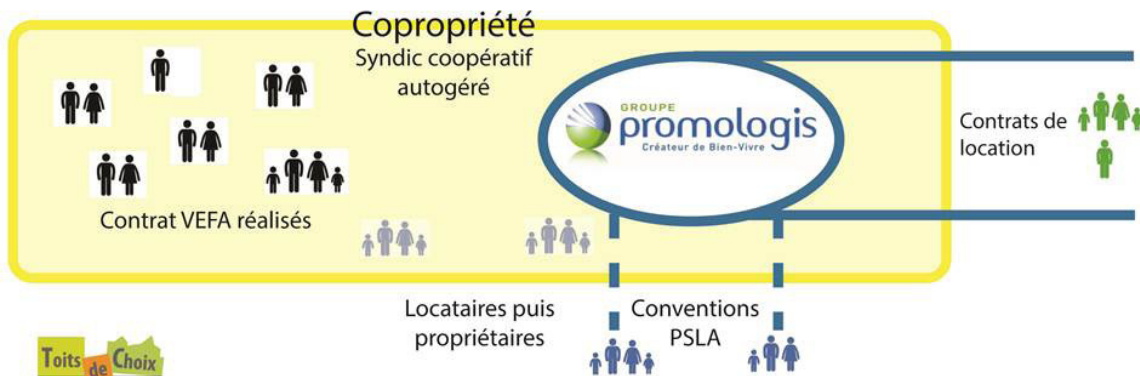 Copropriété
Syndic coopératif
autogéré
GROUPE
promologis
Créateur de Bien-Vivre
Contrats de
location
Contrat VEFA réalisés
Locataires puis
propriétaires
Conventions
PSLA
Toits
de Choix